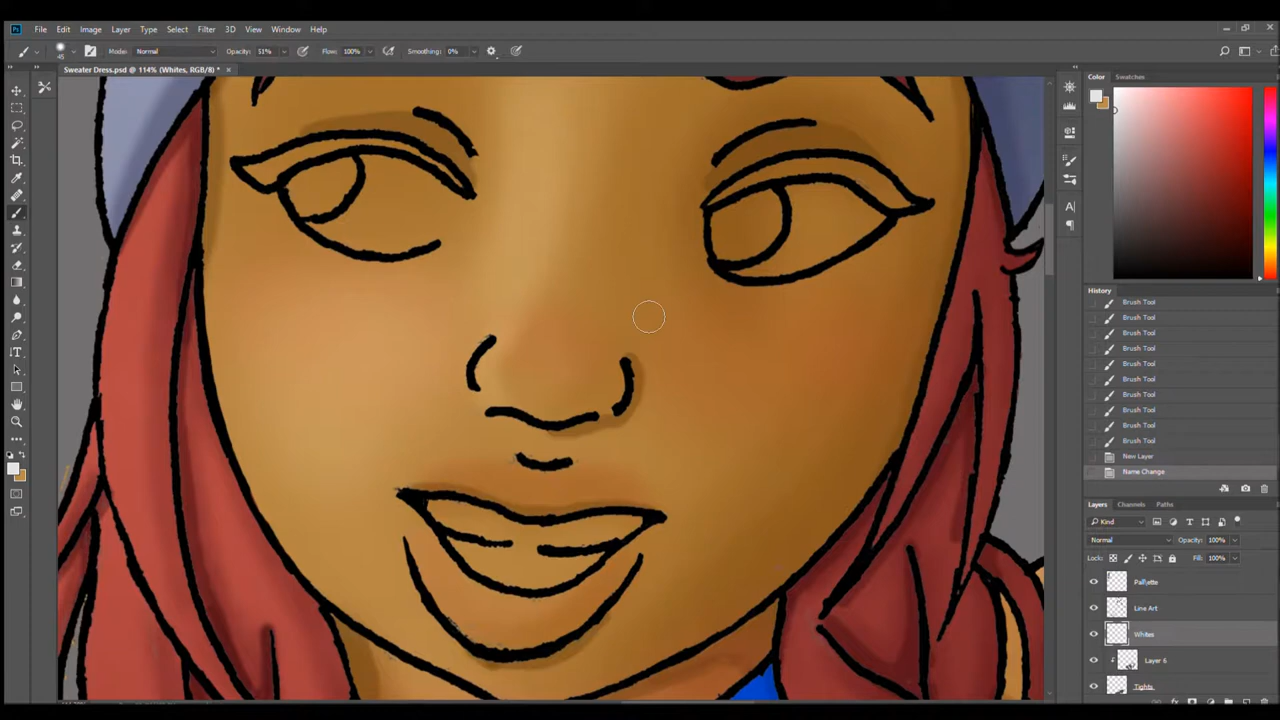 Ps File Edit Image Layer Type Select Filter 3D View Window Help
45 Mode: Normal Opacity: 51% Flow: 100% Smoothing: 0%
Sweater Dress.psd @ 114% (Whites, RGB/8) * ×
Color Swatches
History
Brush Tool
Brush Tool
Brush Tool
Brush Tool
Brush Tool
Brush Tool
Brush Tool
Brush Tool
Brush Tool
Brush Tool
New Layer
Name Change
Layers Channels Paths
Kind
Normal Opacity: 100%
Lock: Fill: 100%
Line Art
Whites
Layer 6
Tights